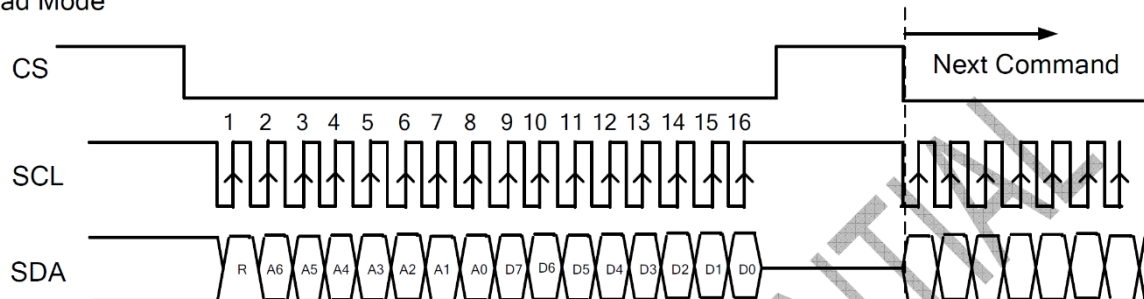 ad Mode
CS
Next Command
1 2 3 4 5 6 7 8 9 10 11 12 13 14 15 16
SCL
SDA
R A6 A5 A4 A3 A2 A1 A0 D7 D6 D5 D4 D3 D2 D1 D0
NTIAL